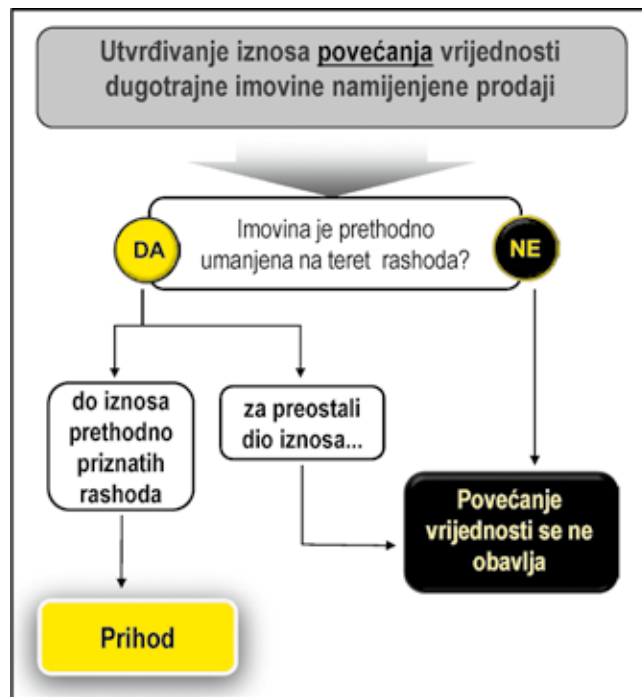 Utvrđivanje iznosa povećanja vrijednosti
dugotrajne imovine namijenjene prodaji
Imovina je prethodno
umanjena na teret rashoda?
DA
NE
do iznosa
prethodno
priznatih
rashoda
za preostali
dio iznosa...
Povećanje
vrijednosti se ne
obavlja
Prihod